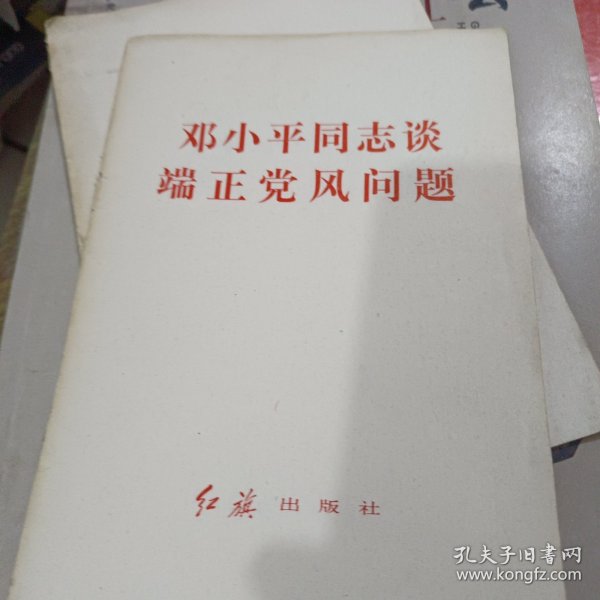 邓小平同志谈
端正党风问题
红旗 出版社
孔夫子旧书网
www.kongfz.com